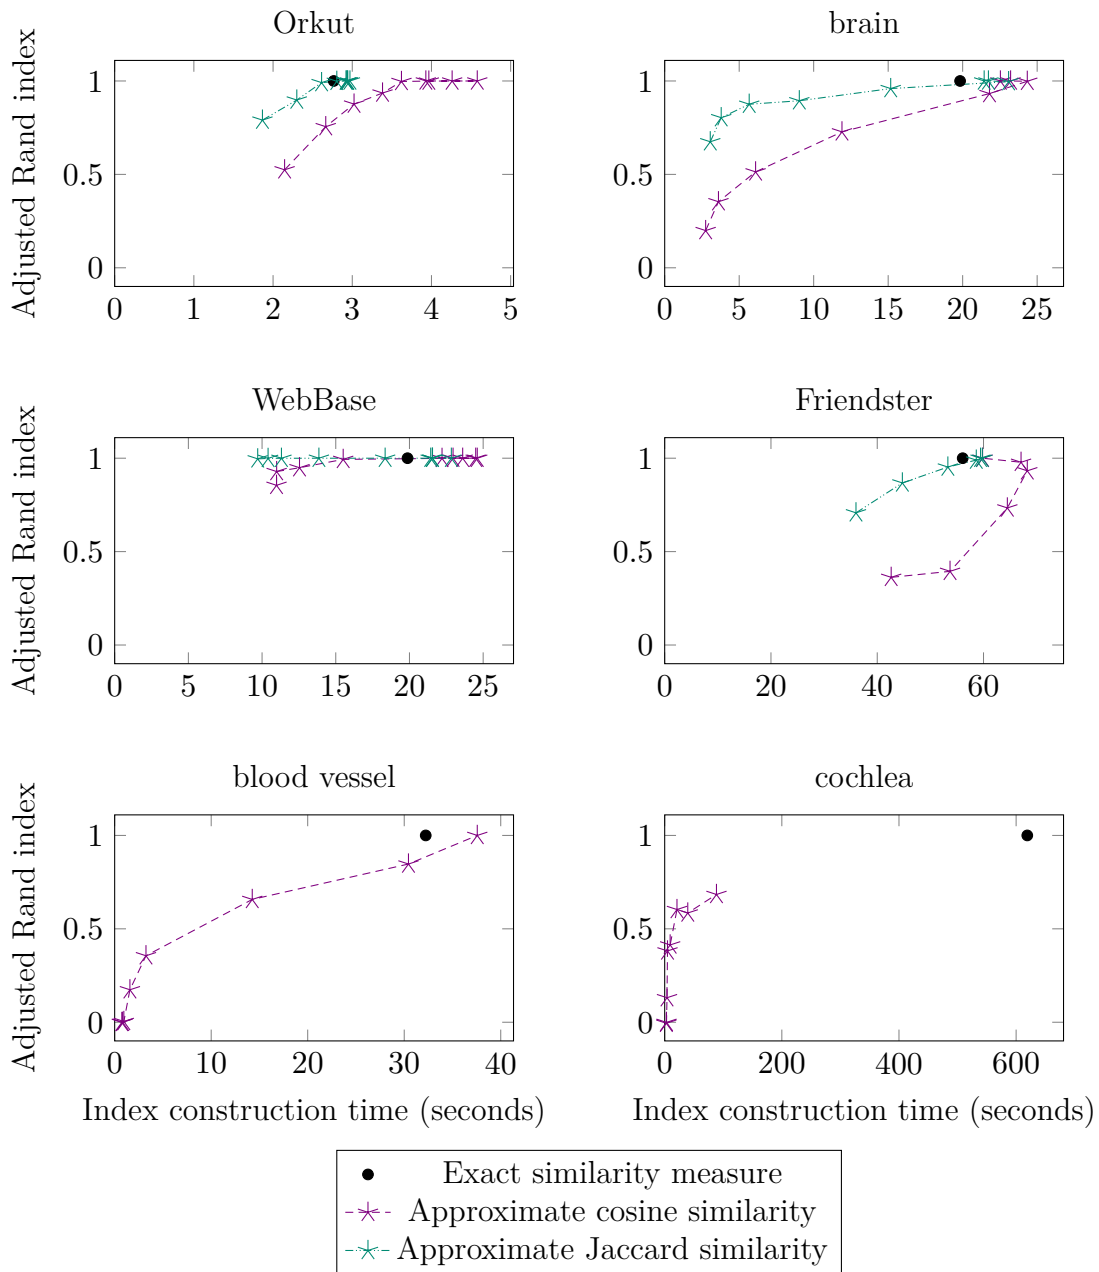 Orkut
brain
Adjusted Rand index
1
0.5
0
0 1 2 3 4 5
1
0.5
0
0 5 10 15 20 25
WebBase
Friendster
Adjusted Rand index
1
0.5
0
0 5 10 15 20 25
1
0.5
0
0 20 40 60
blood vessel
cochlea
Adjusted Rand index
1
0.5
0
0 10 20 30 40
1
0.5
0
0 200 400 600
Index construction time (seconds)
Index construction time (seconds)
Exact similarity measure
Approximate cosine similarity
Approximate Jaccard similarity